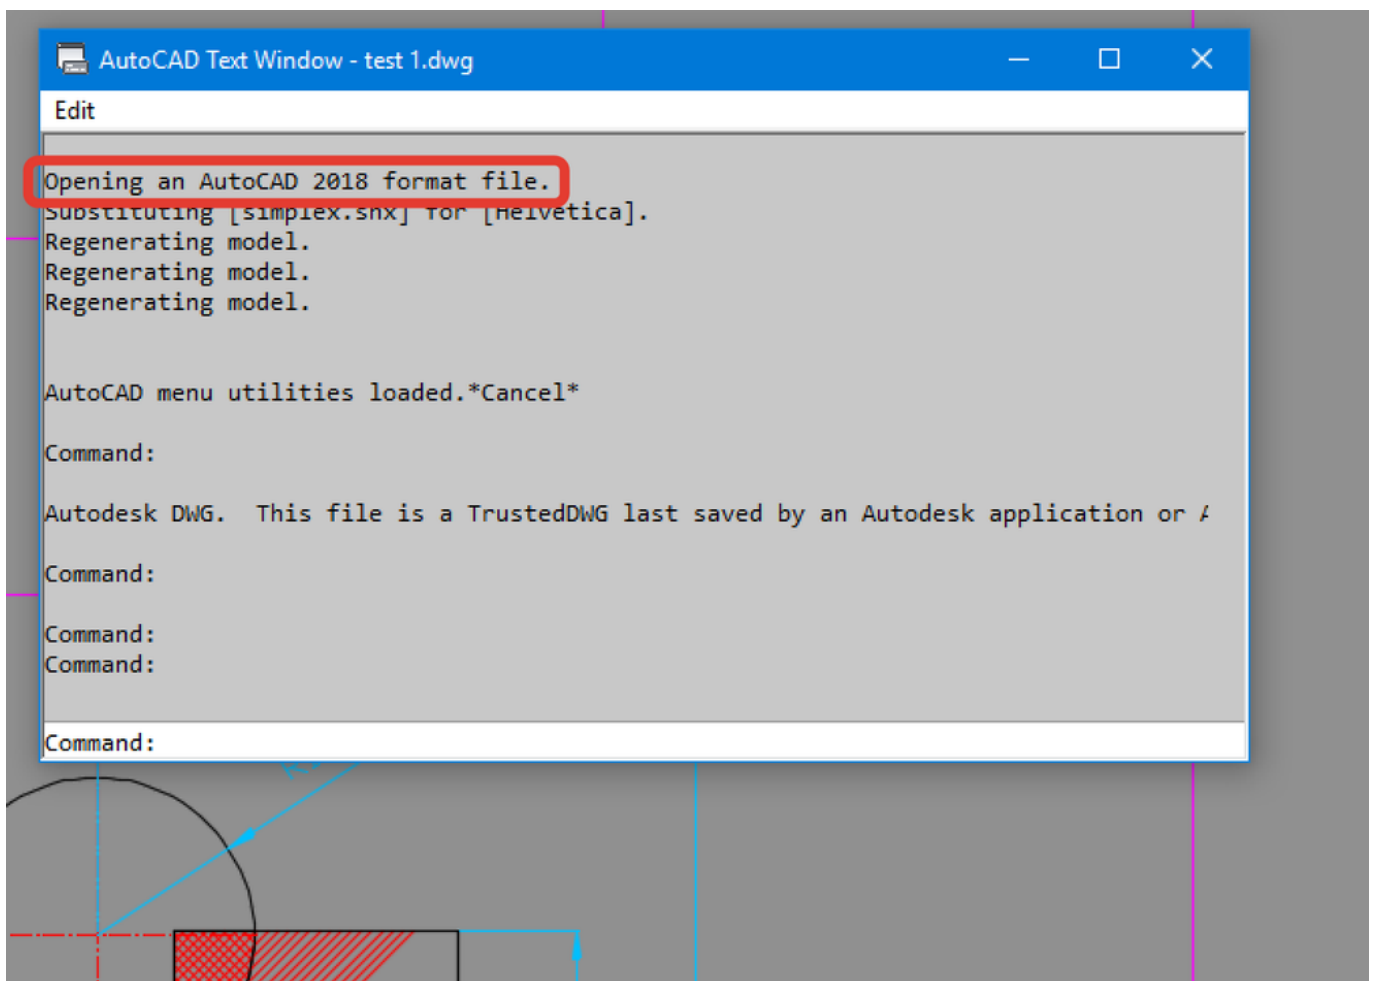 AutoCAD Text Window - test 1.dwg
Edit
Opening an AutoCAD 2018 format file.
Substituting [simplex.shx] for [Helvetica].
Regenerating model.
Regenerating model.
Regenerating model.
AutoCAD menu utilities loaded.*Cancel*
Command:
Autodesk DWG.  This file is a TrustedDWG last saved by an Autodesk application or
Command:
Command:
Command:
Command: